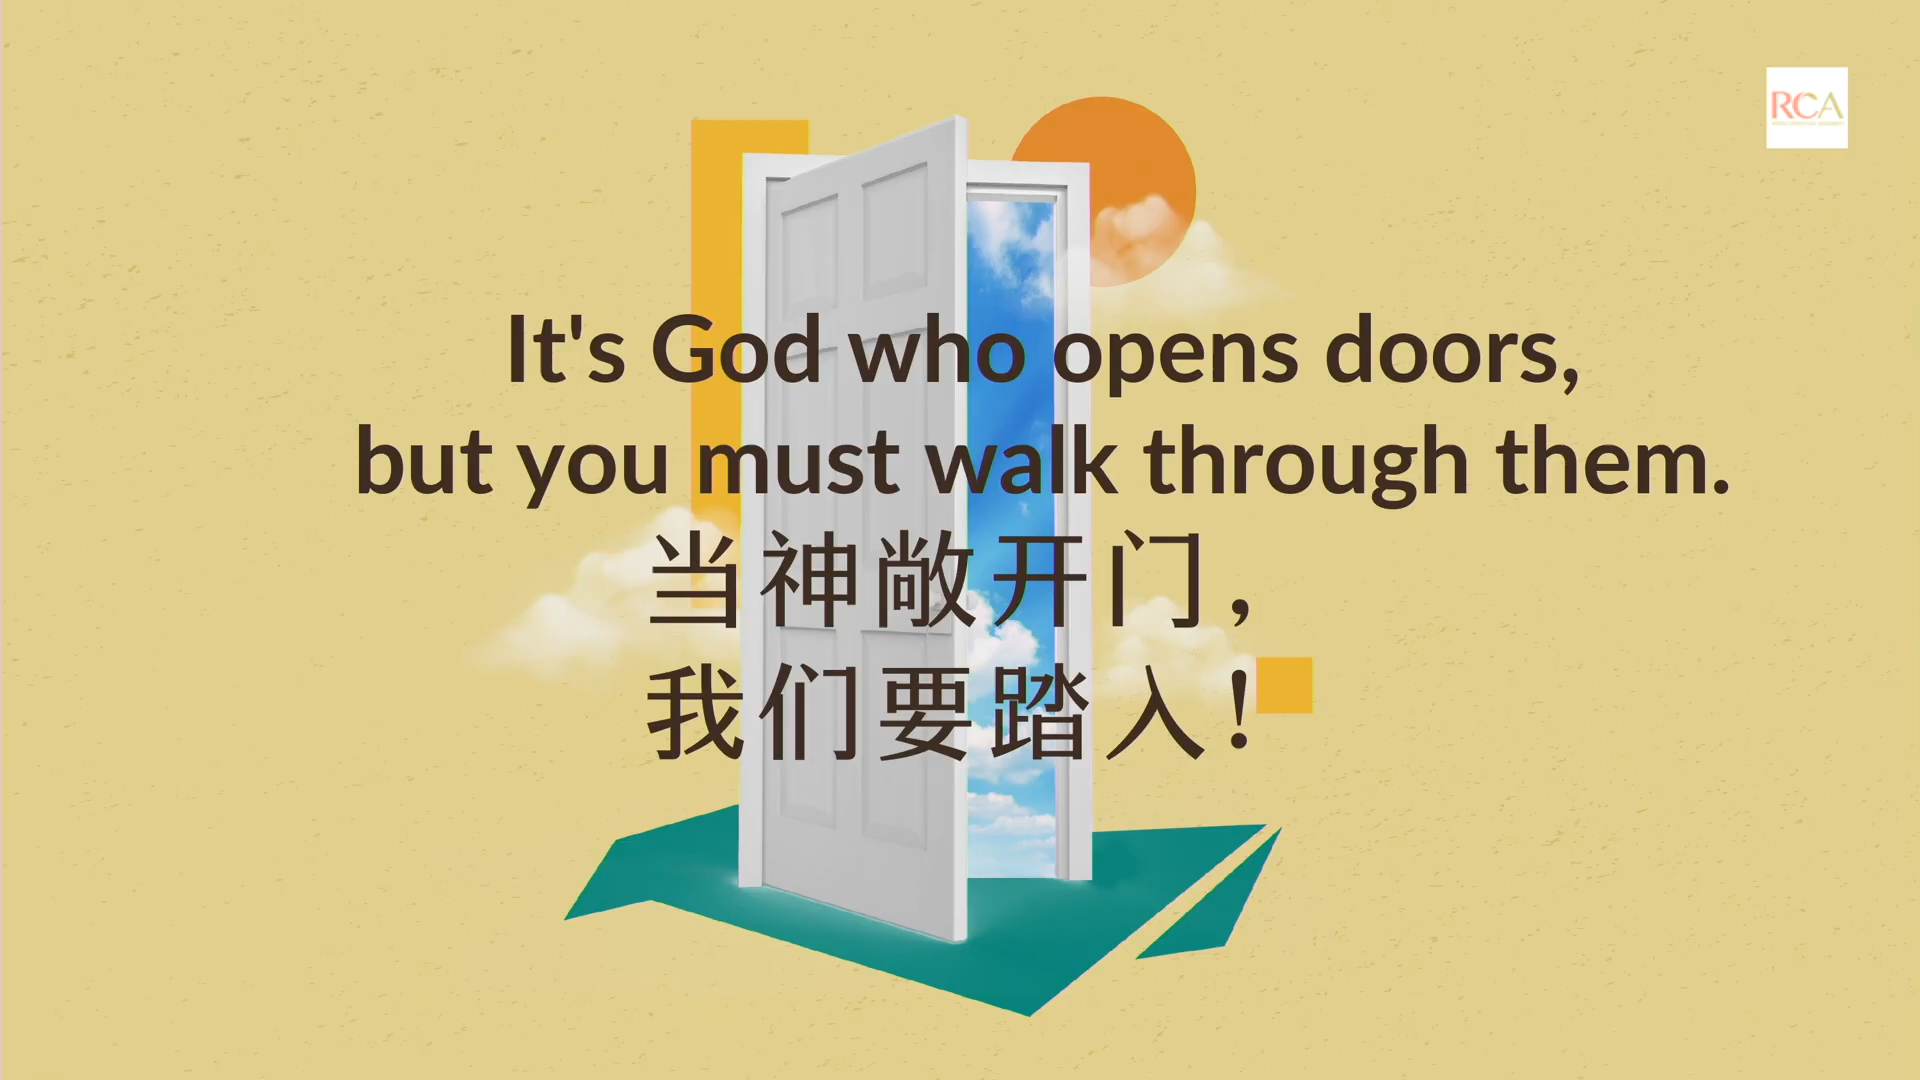 RCA
It's God who opens doors,
but you must walk through them.
当神敞开门，
我们要踏入！